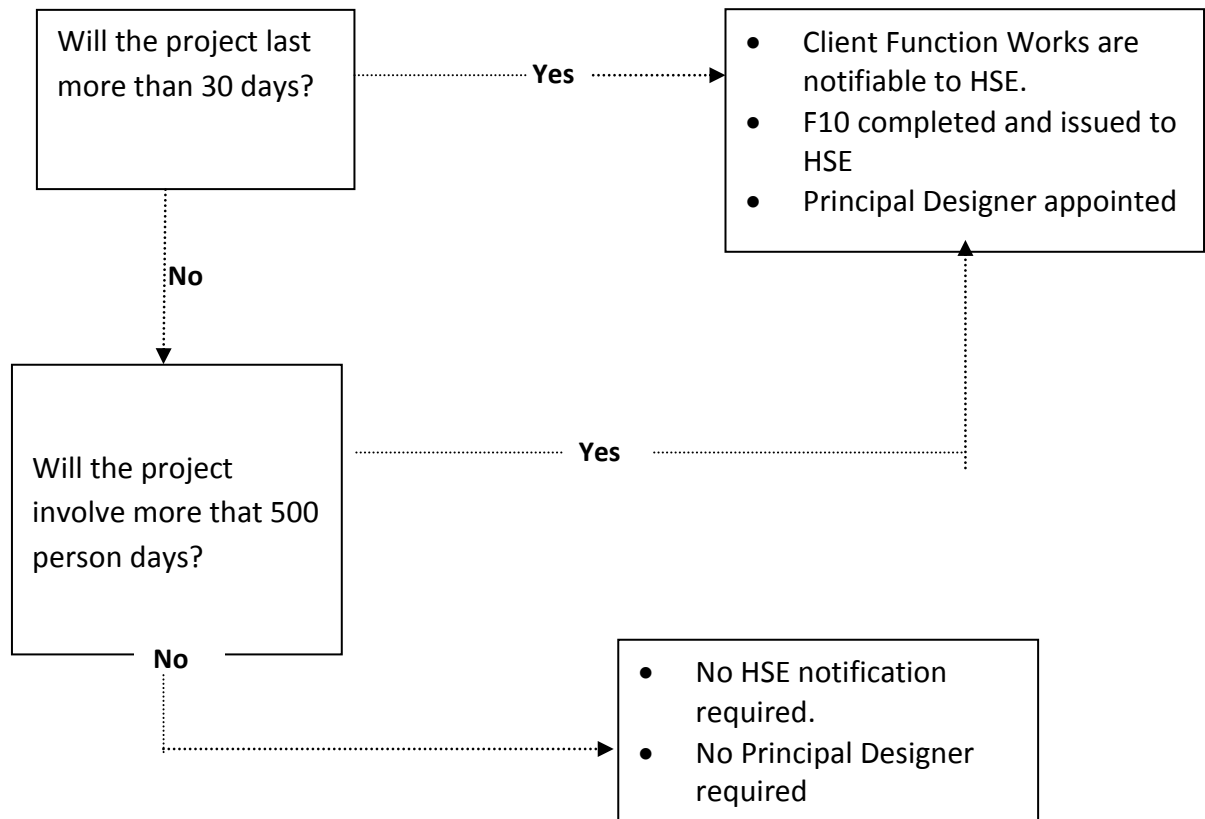 Will the project last
more than 30 days?
Yes
• Client Function Works are
notifiable to HSE.
• F10 completed and issued to
HSE
• Principal Designer appointed
No
Will the project
involve more that 500
person days?
Yes
No
• No HSE notification
required.
• No Principal Designer
required